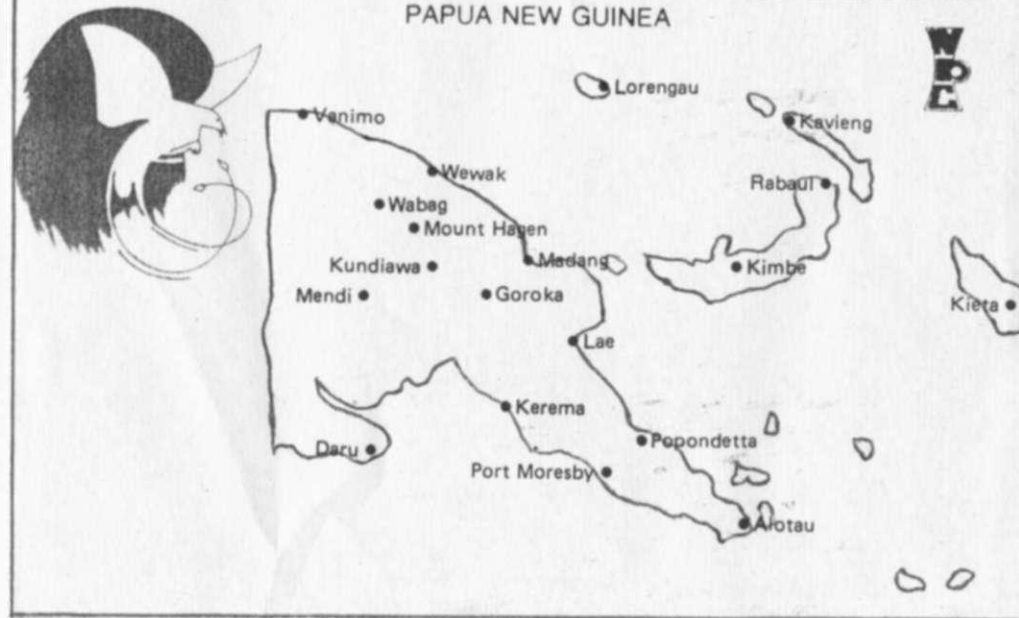 PAPUA NEW GUINEA
NBC
Lorengau
Vanimo
Kavieng
Wewak
Rabaul
Wabag
Mount Hagen
Madang
Kundiawa
Kimbe
Mendi
Goroka
Kieta
Lae
Kerema
Popondetta
Daru
Port Moresby
Alotau